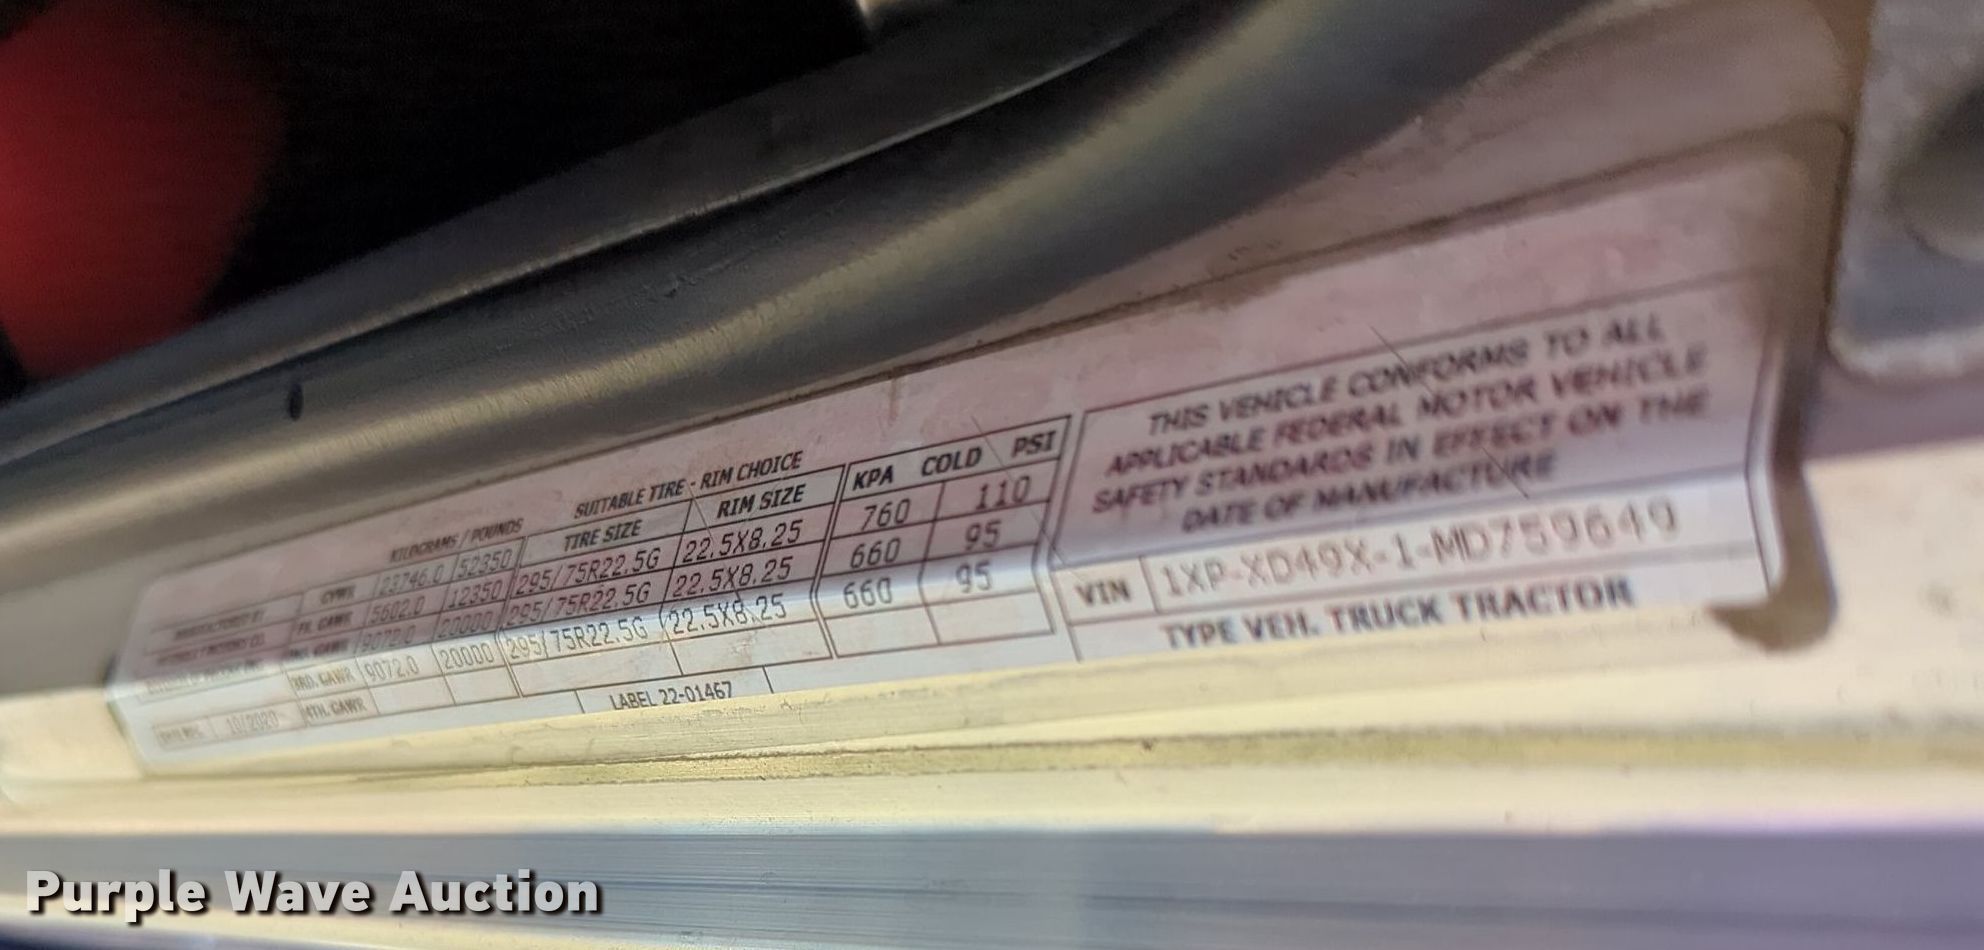 KILOGRAMS / POUNDS SUITABLE TIRE - RIM CHOICE
TIRE SIZE RIM SIZE KPA COLD PSI
GVWR 23746.0 52350
5602.0 12350 295/75R22.5G 22.5X8.25 760 110
9072.0 20000 295/75R22.5G 22.5X8.25 660 95
3RD. GAWR 9072.0 20000 295/75R22.5G 22.5X8.25 660 95
10/2020 4TH. GAWR
LABEL 22-01467
THIS VEHICLE CONFORMS TO ALL
APPLICABLE FEDERAL MOTOR VEHICLE
SAFETY STANDARDS IN EFFECT ON THE
DATE OF MANUFACTURE
VIN 1XP-XD49X-1-MD759649
TYPE VEH. TRUCK TRACTOR
Purple Wave Auction